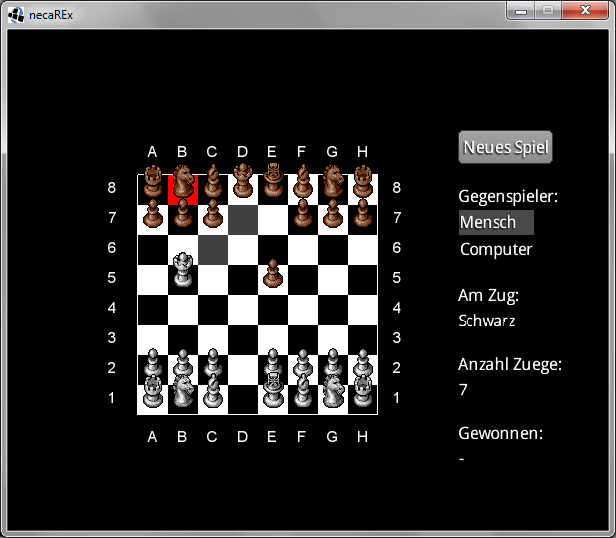 necaREx
A B C D E F G H
8 8
7 7
6 6
5 5
4 4
3 3
2 2
1 1
A B C D E F G H
Neues Spiel
Gegenspieler:
Mensch
Computer
Am Zug:
Schwarz
Anzahl Zuege:
7
Gewonnen:
-